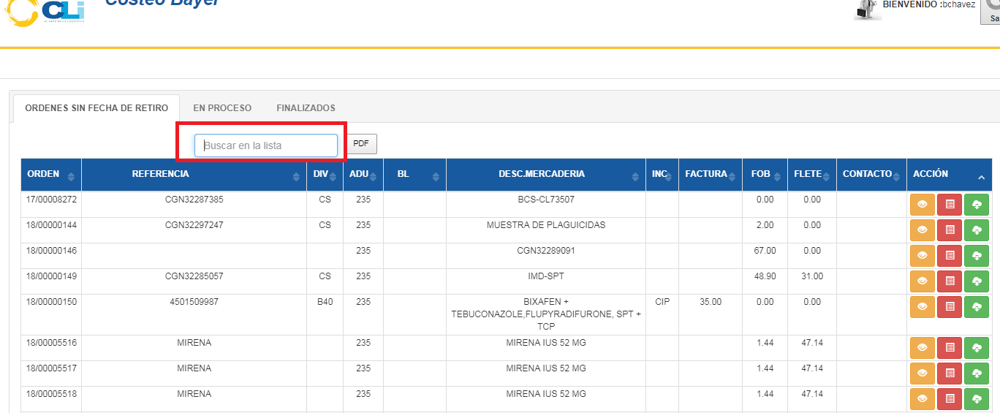 Costeo Bayer
CLi
BIENVENIDO :bchavez
Sa
ORDENES SIN FECHA DE RETIRO EN PROCESO FINALIZADOS
Buscar en la lista PDF
ORDEN REFERENCIA DIV ADU BL DESC.MERCADERIA INC FACTURA FOB FLETE CONTACTO ACCIÓN
17/00008272 CGN32287385 CS 235 BCS-CL73507 0.00 0.00
18/00000144 CGN32297247 CS 235 MUESTRA DE PLAGUICIDAS 2.00 0.00
18/00000146 235 CGN32289091 67.00 0.00
18/00000149 CGN32285057 CS 235 IMD-SPT 48.90 31.00
18/00000150 4501509987 B40 235 BIXAFEN + CIP 35.00 0.00 0.00
TEBUCONAZOLE,FLUPYRADIFURONE, SPT +
TCP
18/00005516 MIRENA 235 MIRENA IUS 52 MG 1.44 47.14
18/00005517 MIRENA 235 MIRENA IUS 52 MG 1.44 47.14
18/00005518 MIRENA 235 MIRENA IUS 52 MG 1.44 47.14